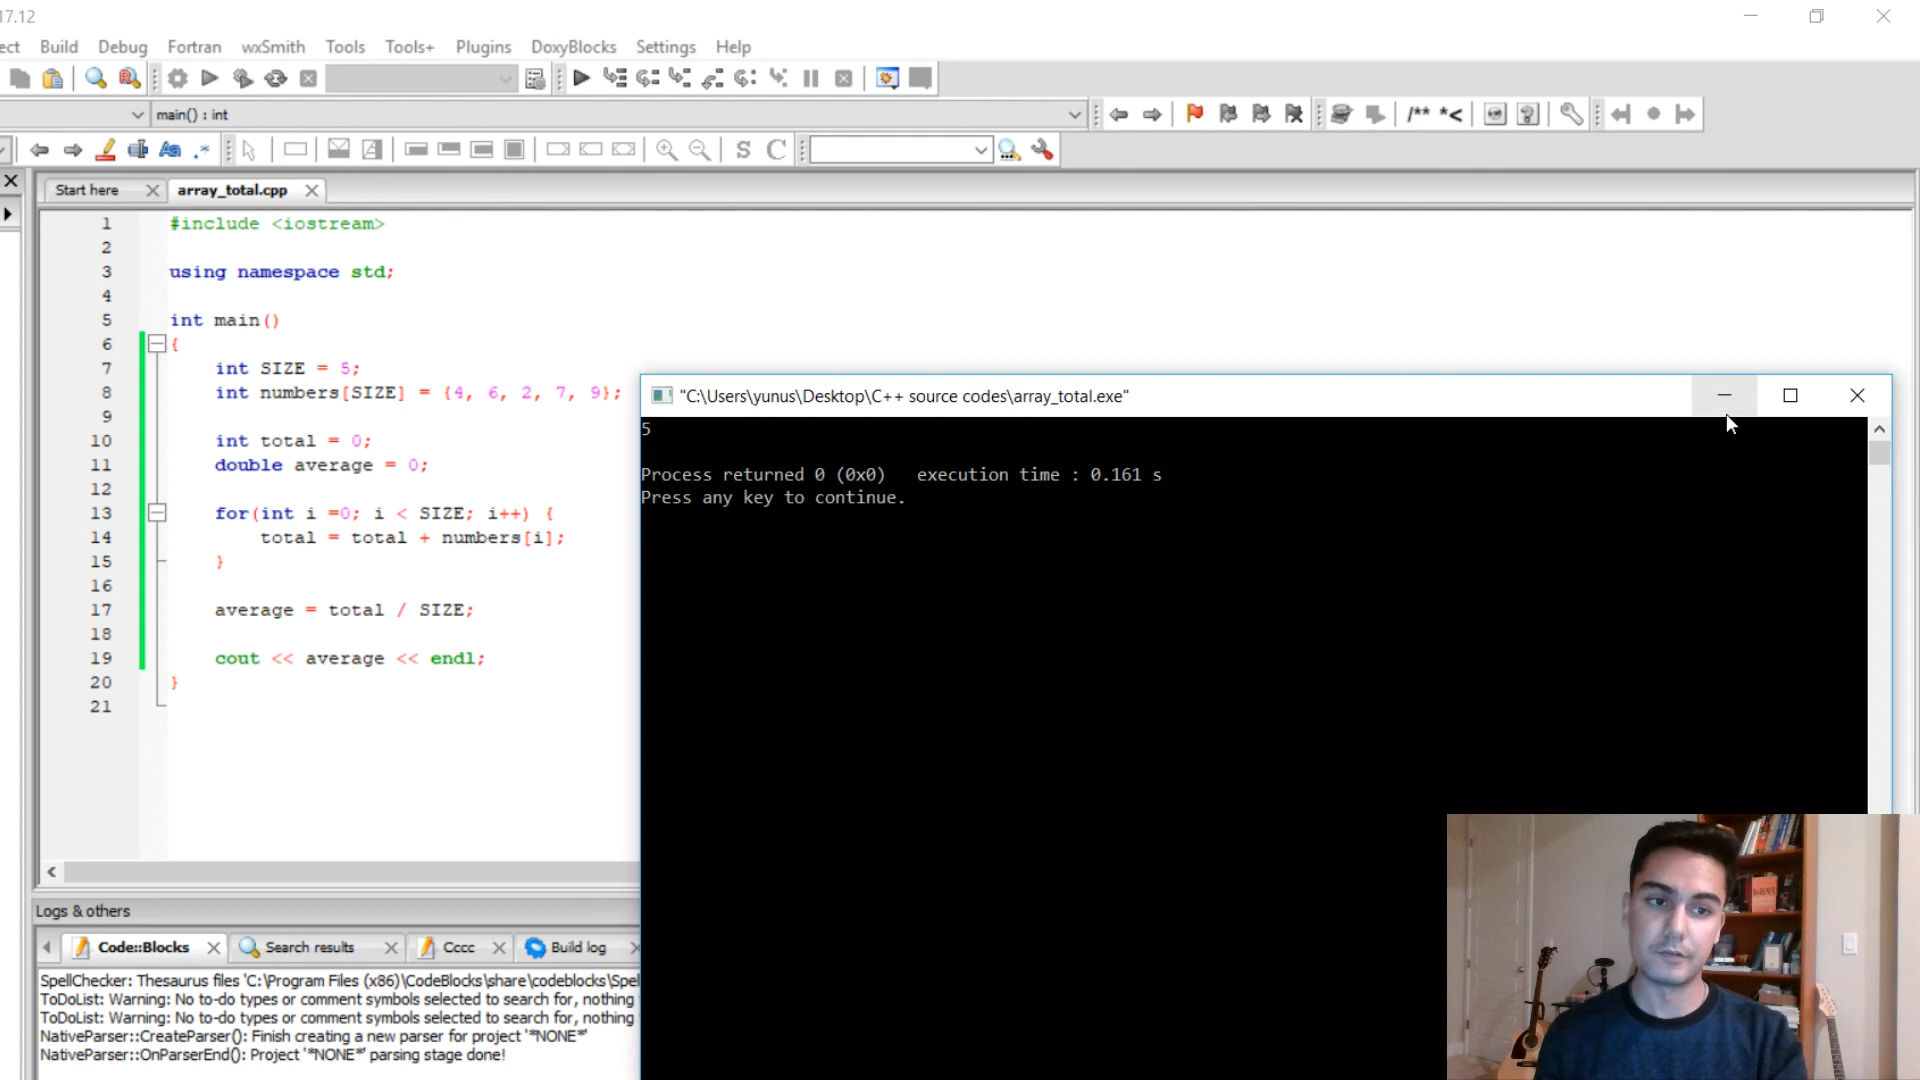 17.12
ect Build Debug Fortran wxSmith Tools Tools+ Plugins DoxyBlocks Settings Help
main() : int
/** *<
Aa .*
S C
Start here array_total.cpp
1 #include <iostream>
2
3 using namespace std;
4
5 int main()
6 {
7 int SIZE = 5;
8 int numbers[SIZE] = {4, 6, 2, 7, 9};
9
10 int total = 0;
11 double average = 0;
12
13 for(int i =0; i < SIZE; i++) {
14 total = total + numbers[i];
15 }
16
17 average = total / SIZE;
18
19 cout << average << endl;
20 }
21
"C:\Users\yunus\Desktop\C++ source codes\array_total.exe"
5
Process returned 0 (0x0) execution time : 0.161 s
Press any key to continue.
Logs & others
Code::Blocks Search results Cccc Build log
SpellChecker: Thesaurus files 'C:\Program Files (x86)\CodeBlocks\share\codeblocks\Spel
ToDoList: Warning: No to-do types or comment symbols selected to search for, nothing
ToDoList: Warning: No to-do types or comment symbols selected to search for, nothing
NativeParser::CreateParser(): Finish creating a new parser for project '*NONE*'
NativeParser::OnParserEnd(): Project '*NONE*' parsing stage done!
1984